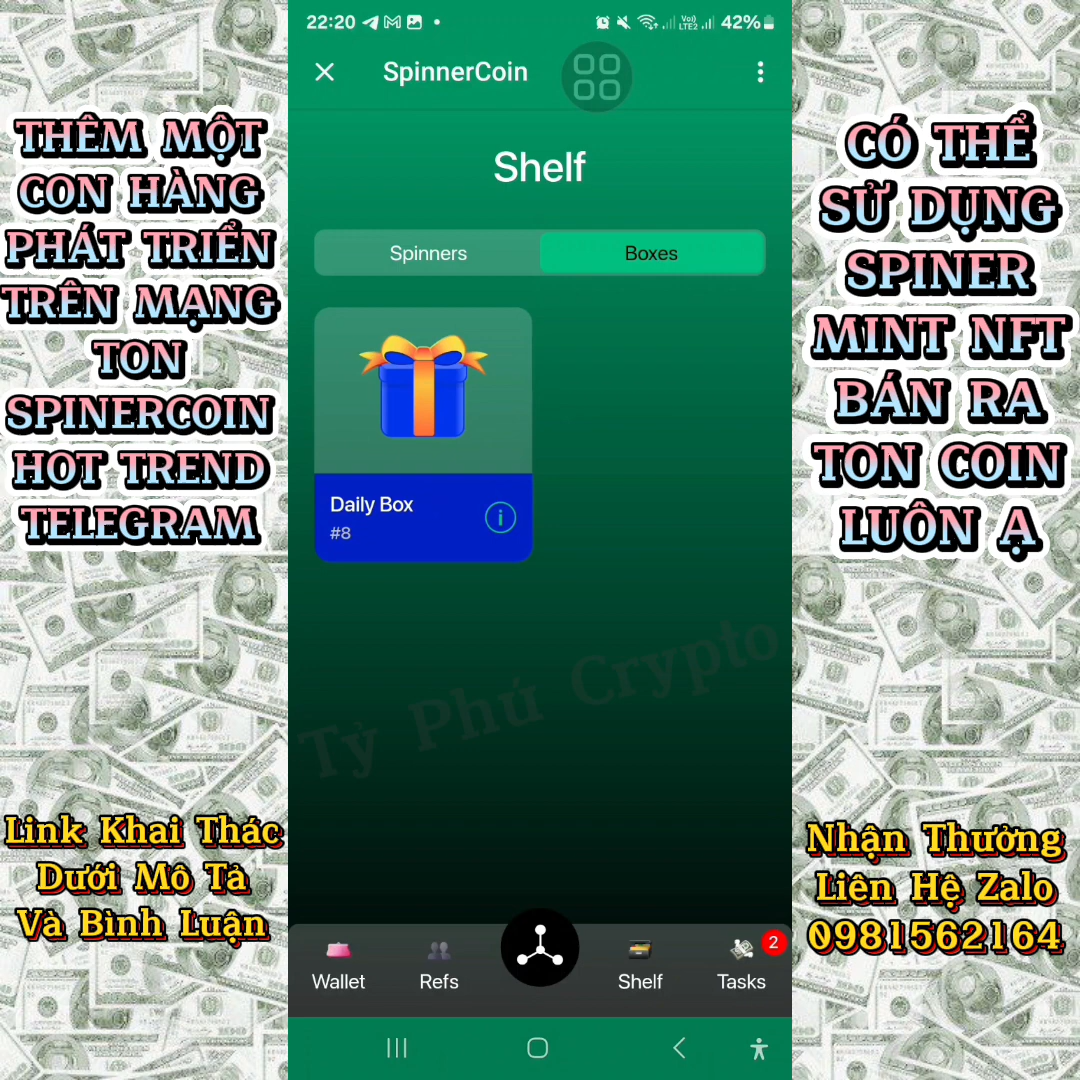 22:20
Vo)) LTE2
42%
SpinnerCoin
Shelf
Spinners
Boxes
Daily Box
#8
Tỷ Phú Crypto
Wallet
Refs
Shelf
Tasks
2
THÊM MỘT
CON HÀNG
PHÁT TRIỂN
TRÊN MẠNG
TON
SPINERCOIN
HOT TREND
TELEGRAM
Link Khai Thác
Dưới Mô Tả
Và Bình Luận
CÓ THỂ
SỬ DỤNG
SPINER
MINT NFT
BÁN RA
TON COIN
LUÔN Ạ
Nhận Thưởng
Liên Hệ Zalo
0981562164